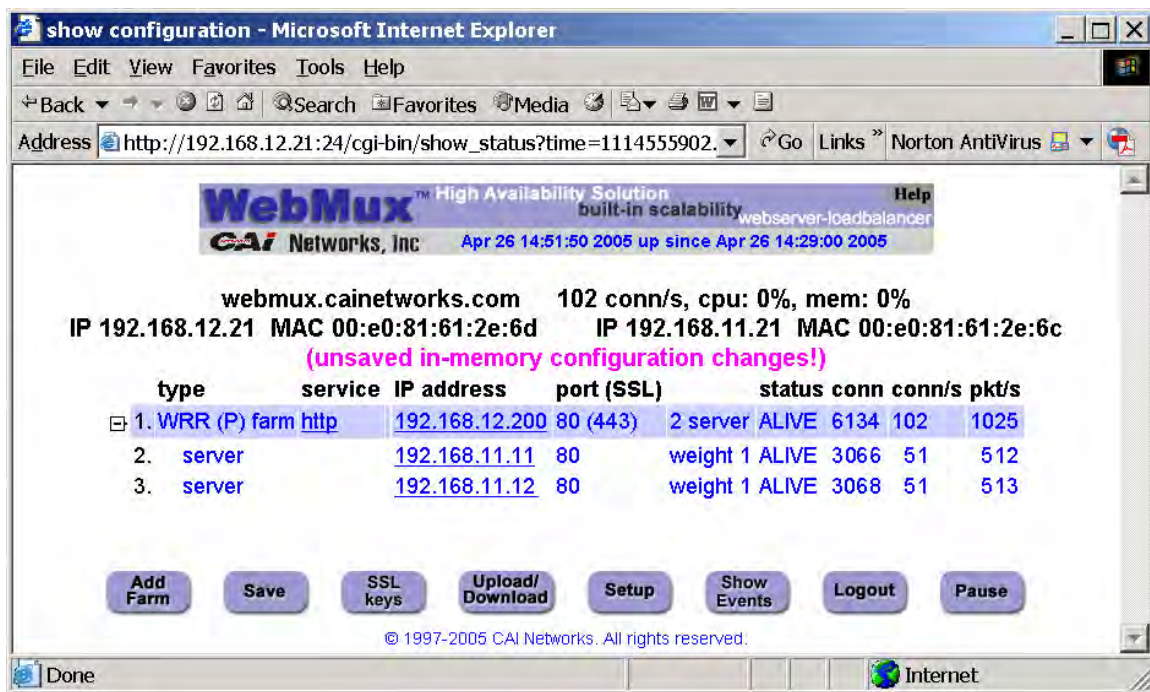 show configuration - Microsoft Internet Explorer
File Edit View Favorites Tools Help
Back Search Favorites Media
Address http://192.168.12.21:24/cgi-bin/show_status?time=1114555902. Go Links » Norton AntiVirus
WebMux™ High Availability Solution Help
built-in scalability webserver-loadbalancer
CAI Networks, Inc Apr 26 14:51:50 2005 up since Apr 26 14:29:00 2005
webmux.cainetworks.com 102 conn/s, cpu: 0%, mem: 0%
IP 192.168.12.21 MAC 00:e0:81:61:2e:6d IP 192.168.11.21 MAC 00:e0:81:61:2e:6c
(unsaved in-memory configuration changes!)
type service IP address port (SSL) status conn conn/s pkt/s
1. WRR (P) farm http 192.168.12.200 80 (443) 2 server ALIVE 6134 102 1025
2. server 192.168.11.11 80 weight 1 ALIVE 3066 51 512
3. server 192.168.11.12 80 weight 1 ALIVE 3068 51 513
Add Farm Save SSL keys Upload/ Download Setup Show Events Logout Pause
© 1997-2005 CAI Networks. All rights reserved.
Done Internet